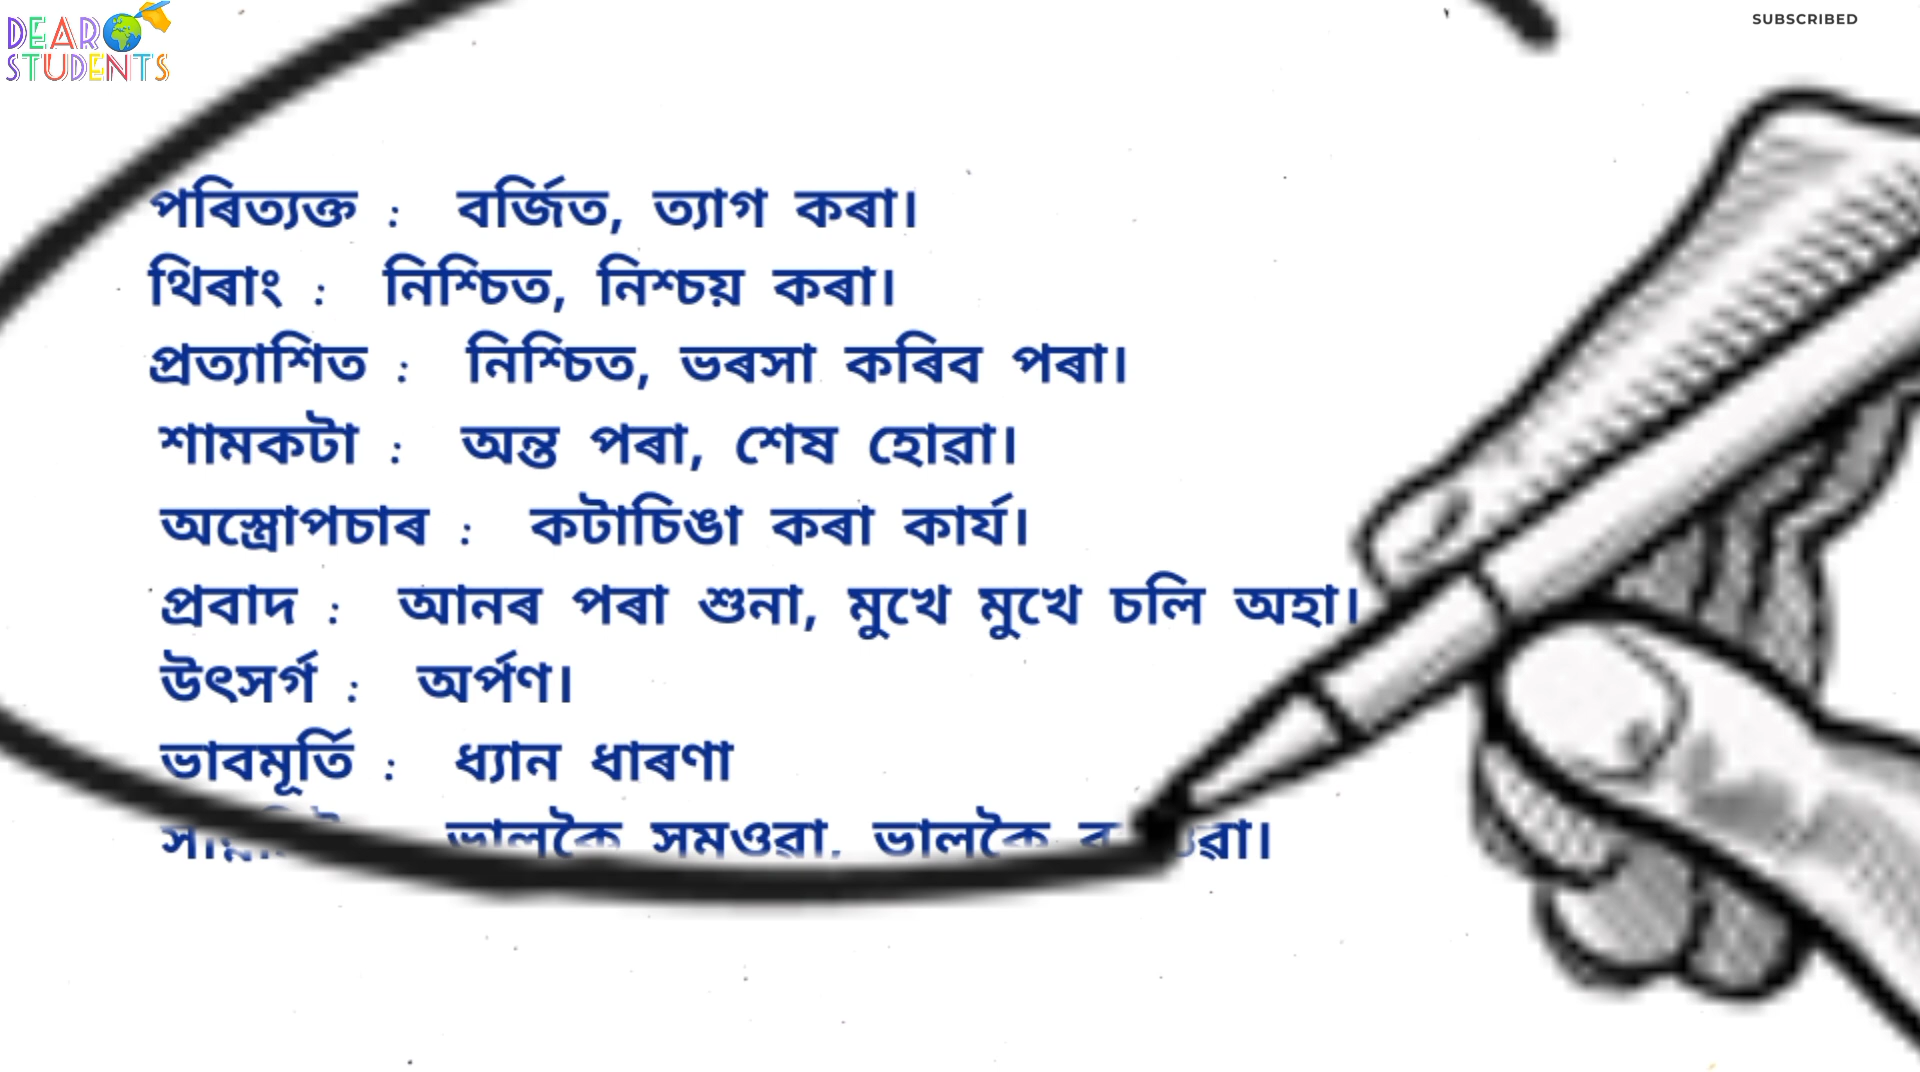 DEAR
STUDENTS
SUBSCRIBED
পৰিত্যক্ত : বৰ্জিত, ত্যাগ কৰা।
থিৰাং : নিশ্চিত, নিশ্চয় কৰা।
প্ৰত্যাশিত : নিশ্চিত, ভৰসা কৰিব পৰা।
শামকটা : অন্ত পৰা, শেষ হোৱা।
অস্ত্ৰোপচাৰ : কটাচিঙা কৰা কাৰ্য।
প্ৰবাদ : আনৰ পৰা শুনা, মুখে মুখে চলি অহা।
উৎসৰ্গ : অৰ্পণ।
ভাবমূৰ্তি : ধ্যান ধাৰণা
ভালকৈ সমওৱা, ভালকৈ